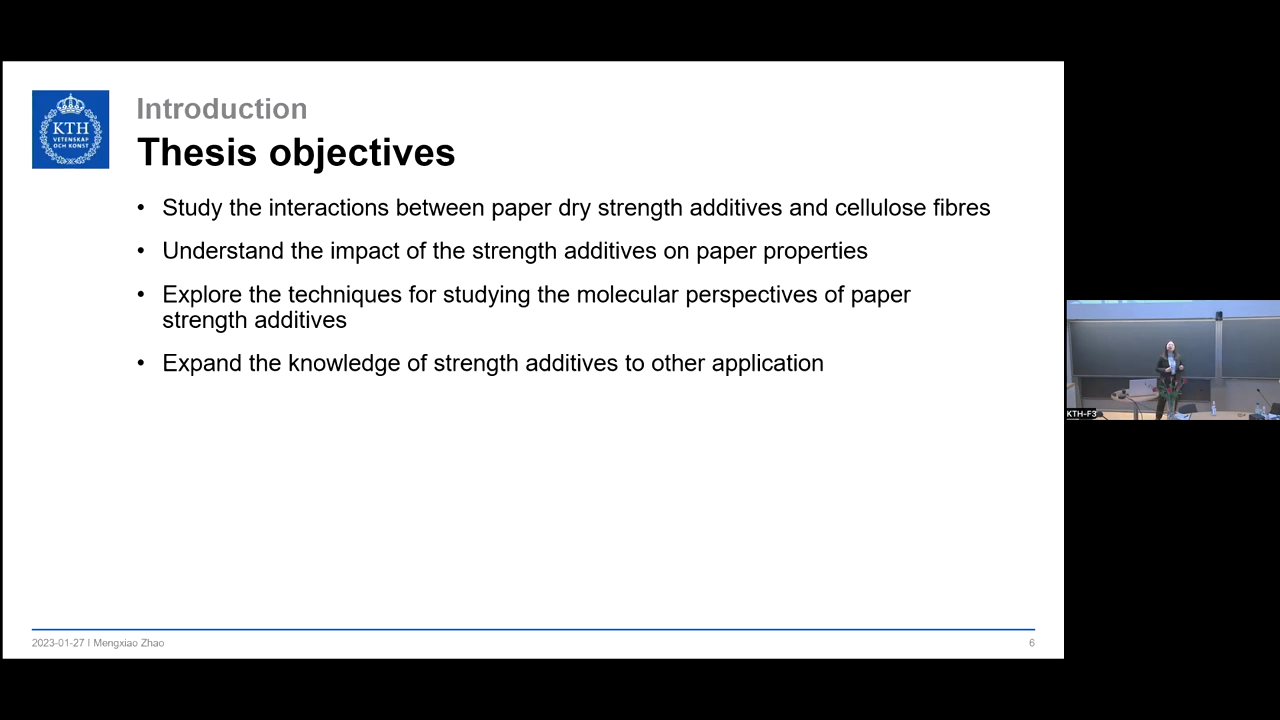 KTH
VETENSKAP
OCH KONST
Introduction
Thesis objectives
• Study the interactions between paper dry strength additives and cellulose fibres
• Understand the impact of the strength additives on paper properties
• Explore the techniques for studying the molecular perspectives of paper
strength additives
• Expand the knowledge of strength additives to other application
2023-01-27 I Mengxiao Zhao
6
KTH-F3